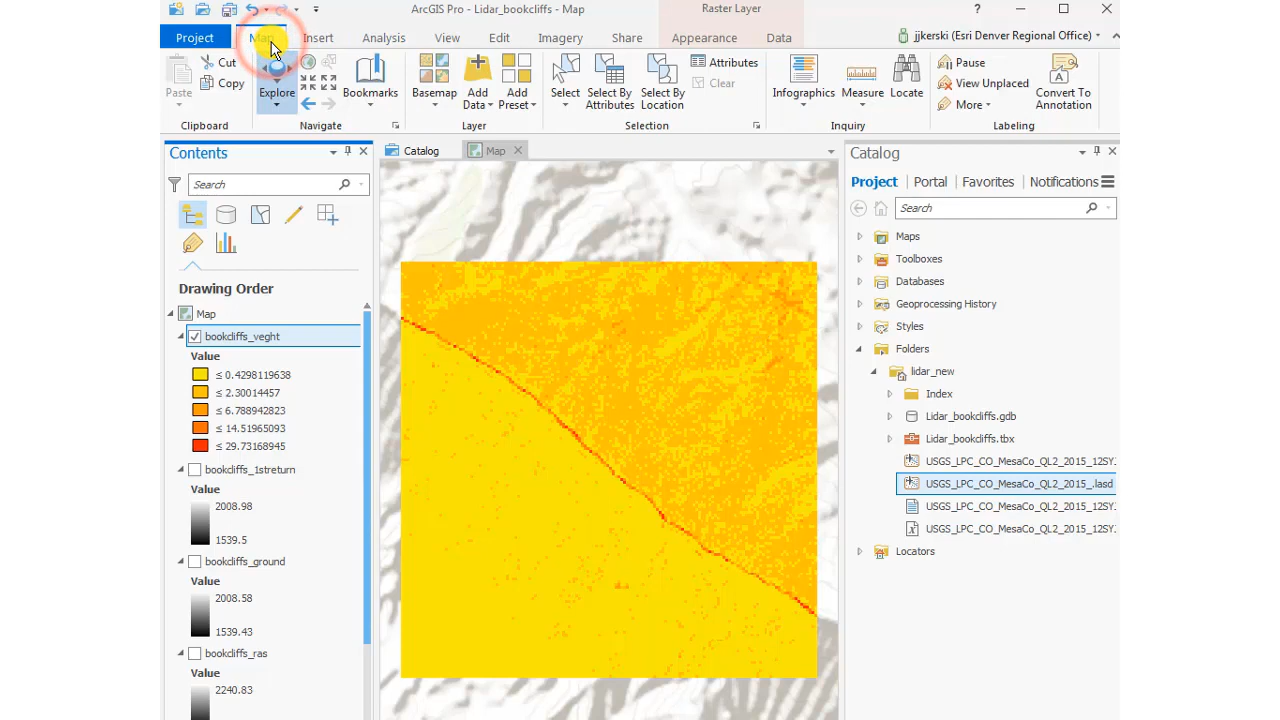 ArcGIS Pro - Lidar_bookcliffs - Map
Raster Layer
?
Project
Map
Insert
Analysis
View
Edit
Imagery
Share
Appearance
Data
jjkerski (Esri Denver Regional Office)
Paste
Cut
Copy
Clipboard
Explore
Bookmarks
Navigate
Basemap
Add Data
Add Preset
Layer
Select
Select By Attributes
Select By Location
Attributes
Clear
Selection
Infographics
Measure
Locate
Inquiry
Pause
View Unplaced
More
Convert To Annotation
Labeling
Contents
Search
Drawing Order
Map
bookcliffs_veght
Value
≤ 0.4298119638
≤ 2.30014457
≤ 6.788942823
≤ 14.51965093
≤ 29.73168945
bookcliffs_1streturn
Value
2008.98
1539.5
bookcliffs_ground
Value
2008.58
1539.43
bookcliffs_ras
Value
2240.83
Catalog
Map
Catalog
Project
Portal
Favorites
Notifications
Search
Maps
Toolboxes
Databases
Geoprocessing History
Styles
Folders
lidar_new
Index
Lidar_bookcliffs.gdb
Lidar_bookcliffs.tbx
USGS_LPC_CO_MesaCo_QL2_2015_12SY.
USGS_LPC_CO_MesaCo_QL2_2015_.lasd
USGS_LPC_CO_MesaCo_QL2_2015_12SY.
USGS_LPC_CO_MesaCo_QL2_2015_12SY.
Locators